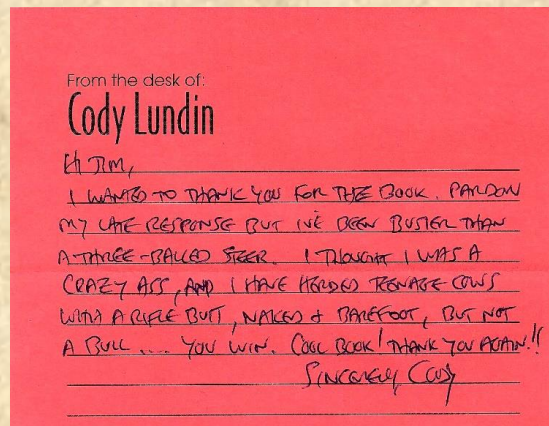 From the desk of:
Cody Lundin
HI JIM,
I WANTED TO THANK YOU FOR THE BOOK. PARDON
MY LATE RESPONSE BUT I'VE BEEN BUSIER THAN
A THREE-BALLED STEER. I THOUGHT I WAS A
CRAZY ASS, AND I HAVE HERDED TEENAGE COWS
WITH A RIFLE BUTT, NAKED & BAREFOOT, BUT NOT
A BULL.... YOU WIN. COOL BOOK! THANK YOU AGAIN!!
SINCERELY, CODY